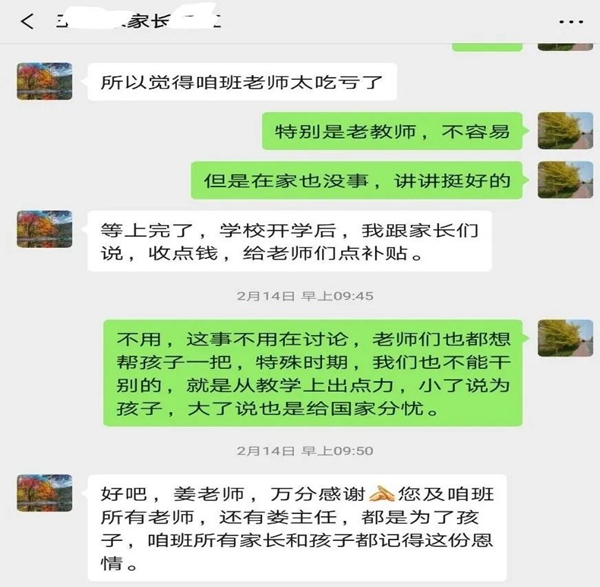 家长
所以觉得咱班老师太吃亏了
特别是老教师，不容易
但是在家也没事，讲讲挺好的
等上完了，学校开学后，我跟家长们
说，收点钱，给老师们点补贴。
2月14日 早上09:45
不用，这事不用在讨论，老师们也都想
帮孩子一把，特殊时期，我们也不能干
别的，就是从教学上出点力，小了说为
孩子，大了说也是给国家分忧。
2月14日 早上09:50
好吧，姜老师，万分感谢🙏您及咱班
所有老师，还有娄主任，都是为了孩
子，咱班所有家长和孩子都记得这份恩
情。